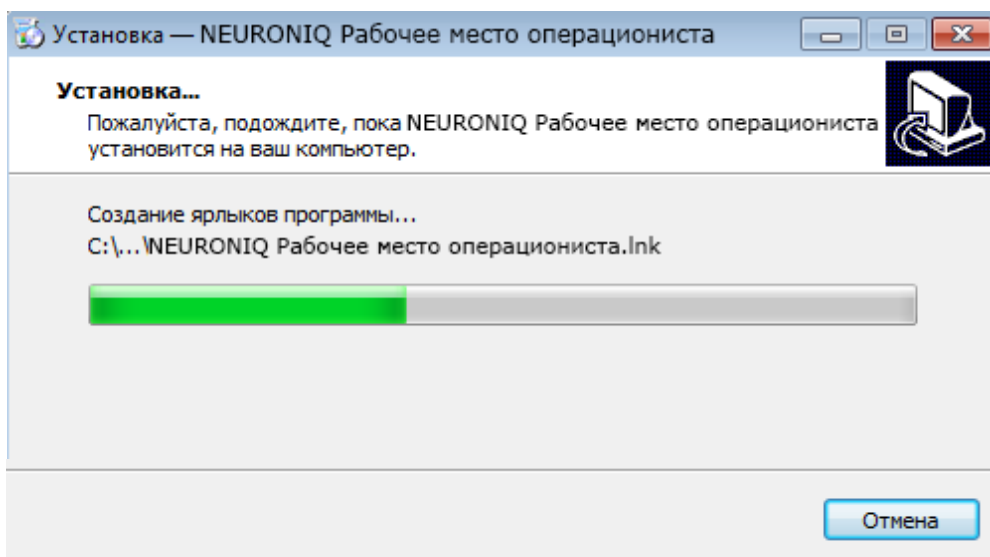 Установка — NEURONIQ Рабочее место операциониста
Установка...
Пожалуйста, подождите, пока NEURONIQ Рабочее место операциониста
установится на ваш компьютер.
Создание ярлыков программы...
C:\...\NEURONIQ Рабочее место операциониста.lnk
Отмена